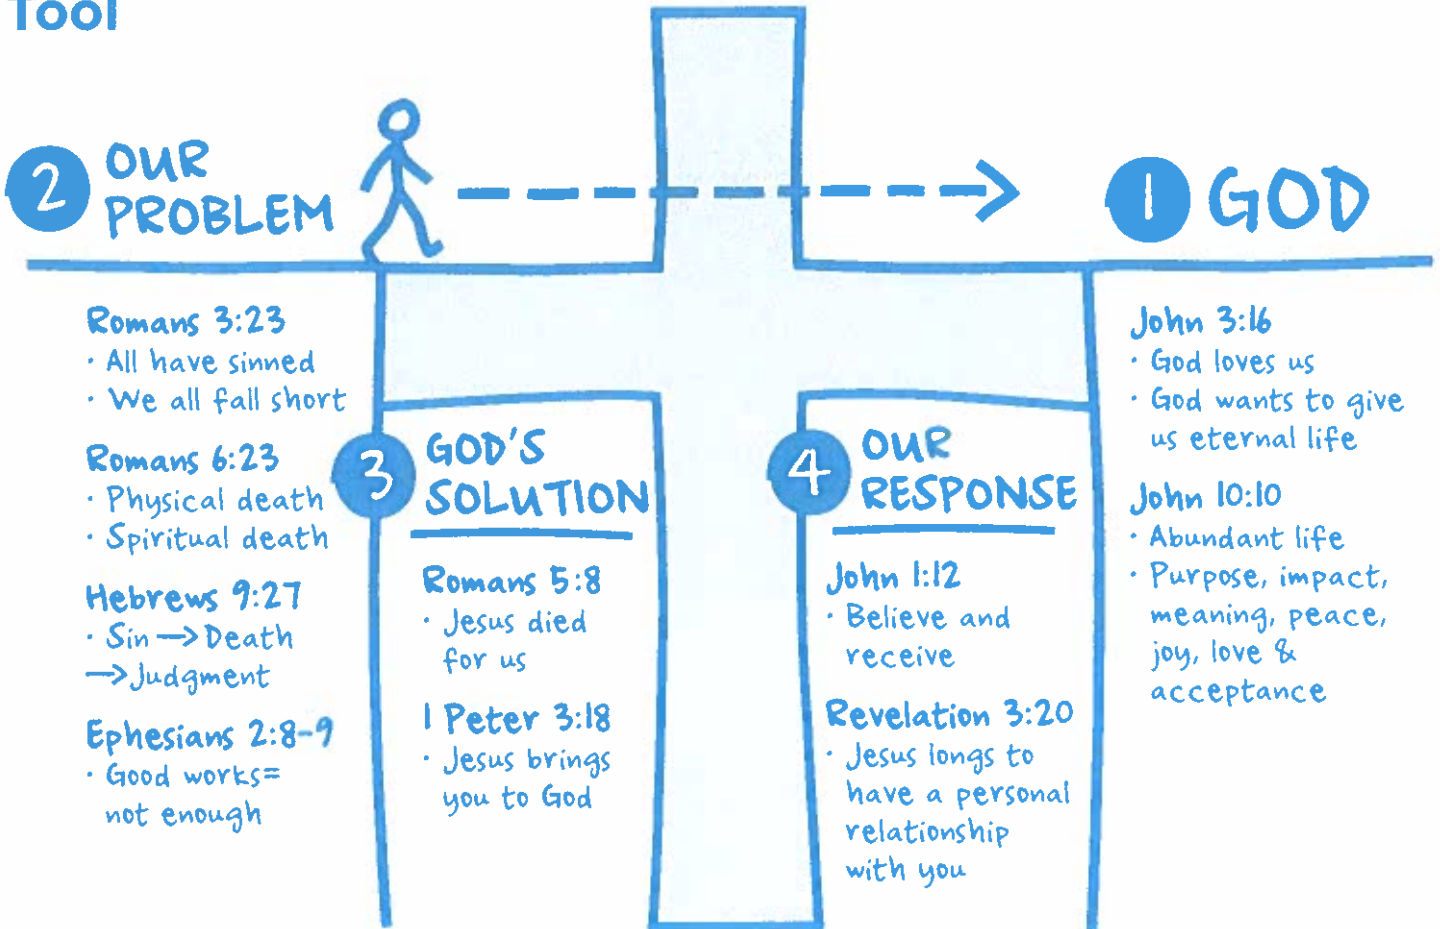 Tool
2 OUR
PROBLEM
Romans 3:23
· All have sinned
· We all fall short
Romans 6:23
· Physical death
· Spiritual death
Hebrews 9:27
· Sin → Death
→ Judgment
Ephesians 2:8-9
· Good works=
not enough
3 GOD'S
SOLUTION
Romans 5:8
· Jesus died
for us
1 Peter 3:18
· Jesus brings
you to God
4 OUR
RESPONSE
John 1:12
· Believe and
receive
Revelation 3:20
· Jesus longs to
have a personal
relationship
with you
1 GOD
John 3:16
· God loves us
· God wants to give
us eternal life
John 10:10
· Abundant life
· Purpose, impact,
meaning, peace,
joy, love &
acceptance